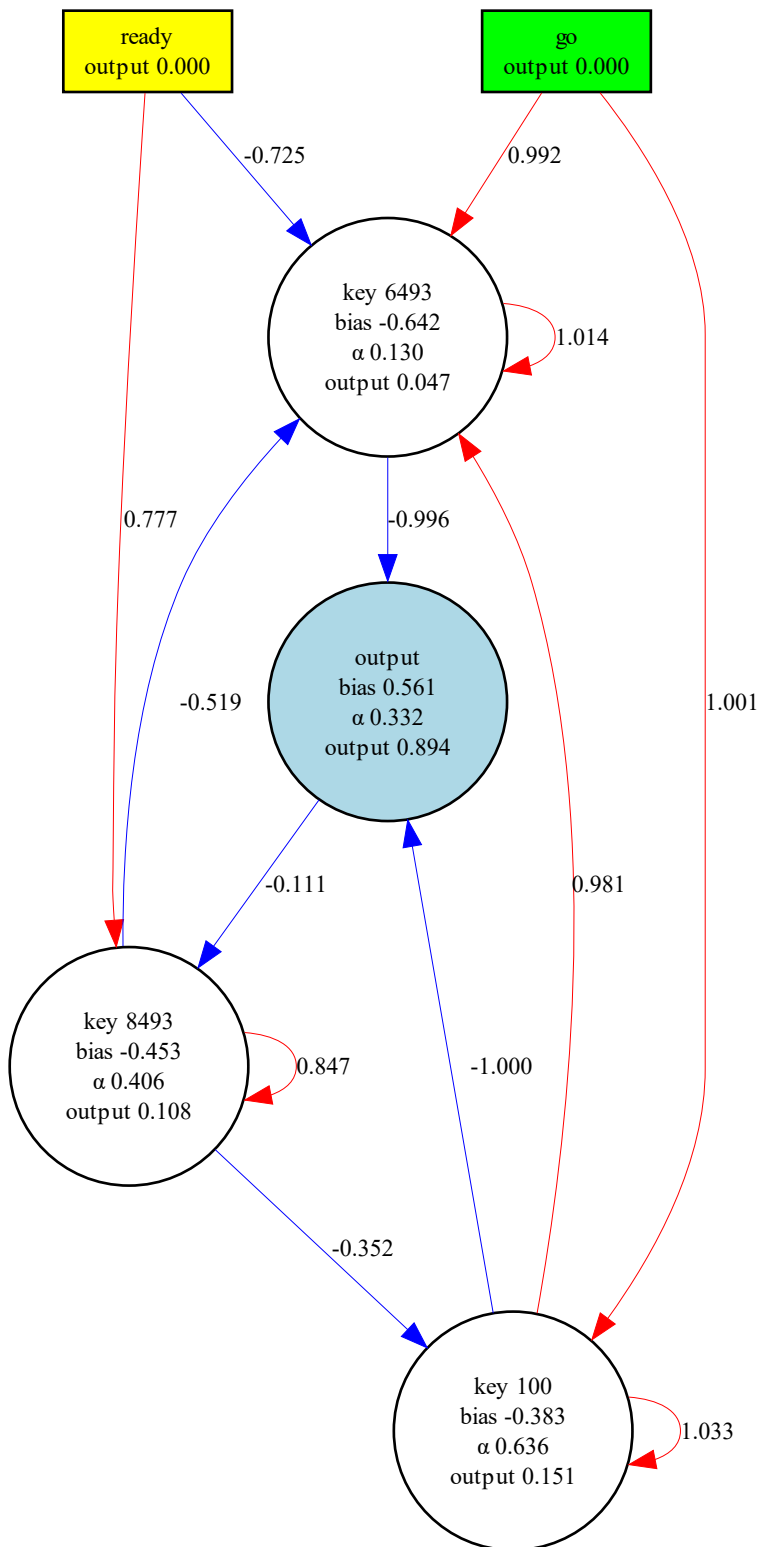 ready
output 0.000
go
output 0.000
-0.725
0.992
key 6493
bias -0.642
α 0.130
output 0.047
1.014
0.777
-0.996
-0.519
output
bias 0.561
α 0.332
output 0.894
1.001
-0.111
0.981
key 8493
bias -0.453
α 0.406
output 0.108
0.847
-1.000
-0.352
key 100
bias -0.383
α 0.636
output 0.151
1.033